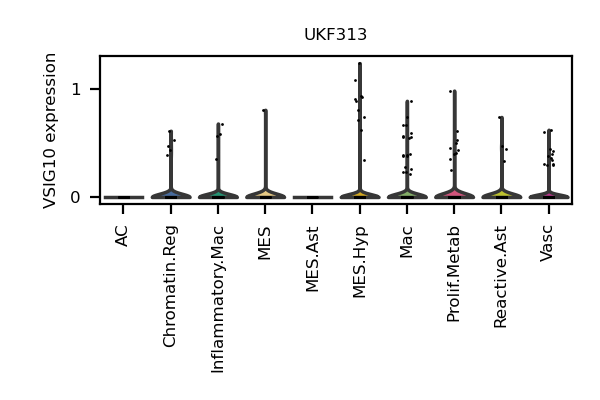 UKF313
VSIG10 expression
1
0
AC
Chromatin.Reg
Inflammatory.Mac
MES
MES.Ast
MES.Hyp
Mac
Prolif.Metab
Reactive.Ast
Vasc